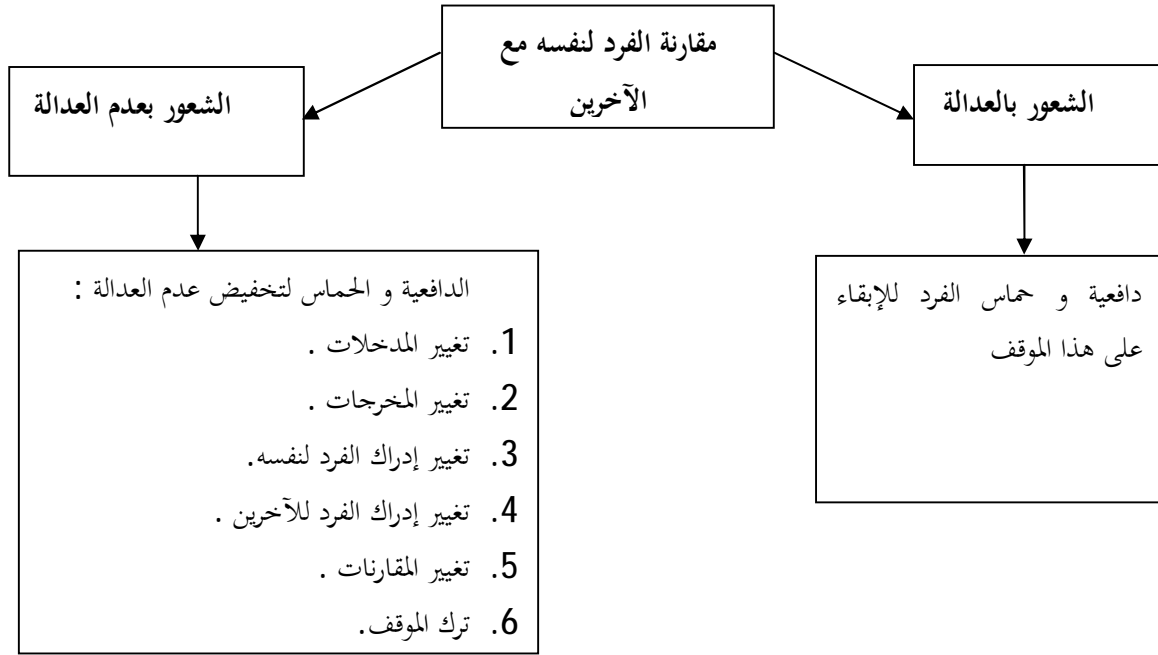 مقارنة الفرد لنفسه مع
الآخرين
الشعور بالعدالة
الشعور بعدم العدالة
دافعية و حماس الفرد للإبقاء
على هذا الموقف
الدافعية و الحماس لتخفيض عدم العدالة :
1. تغيير المدخلات .
2. تغيير المخرجات .
3. تغيير إدراك الفرد لنفسه.
4. تغيير إدراك الفرد للآخرين .
5. تغيير المقارنات .
6. ترك الموقف.